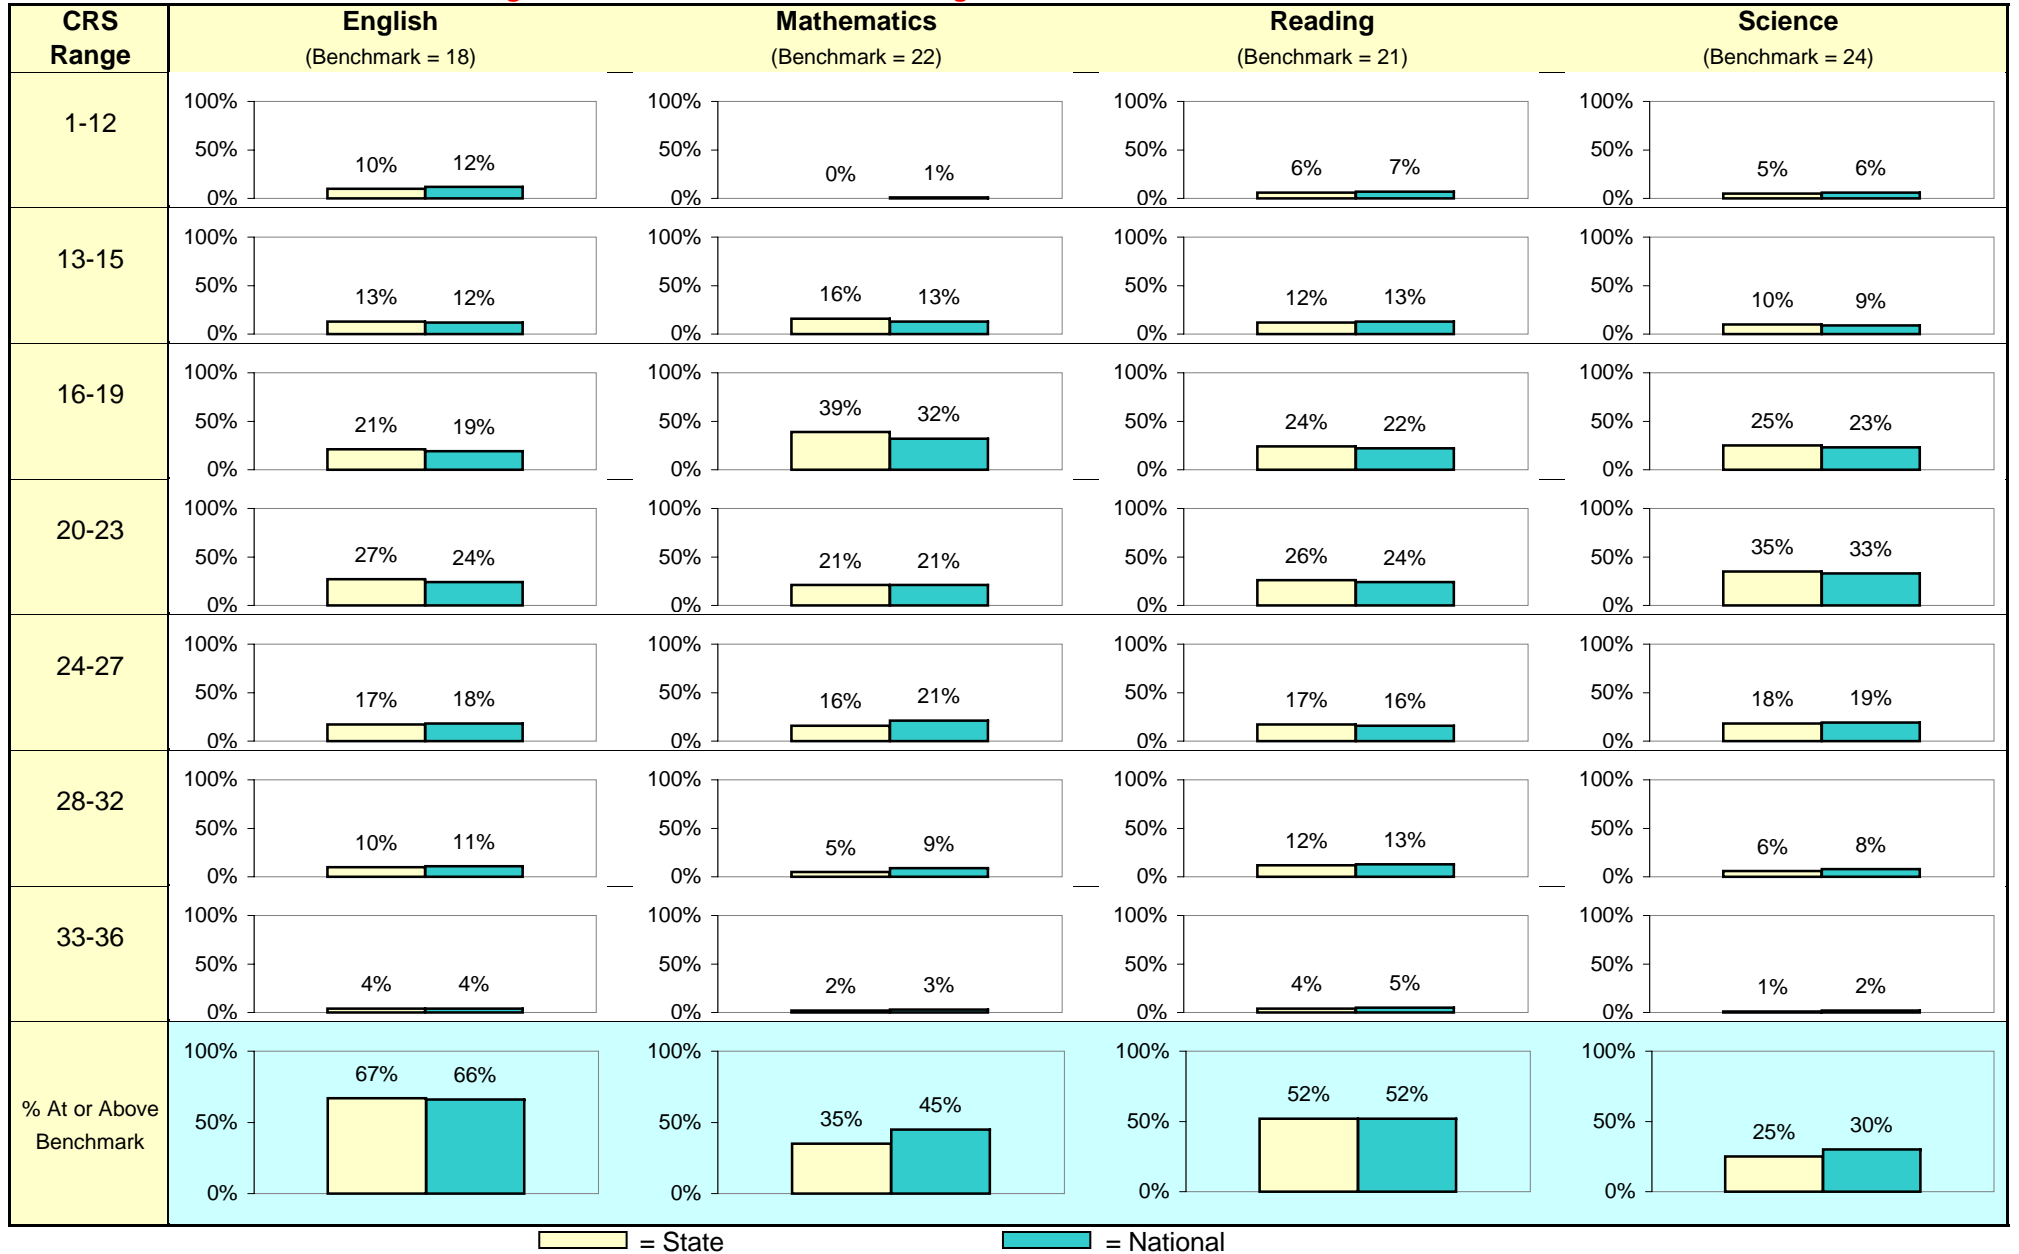 CRS Range English Mathematics Reading Science
(Benchmark = 18) (Benchmark = 22) (Benchmark = 21) (Benchmark = 24)
1-12
100% 100% 100% 100%
50% 50% 50% 50%
0% 0% 0% 0%
10% 12% 0% 1% 6% 7% 5% 6%
13-15
100% 100% 100% 100%
50% 50% 50% 50%
0% 0% 0% 0%
13% 12% 16% 13% 12% 13% 10% 9%
16-19
100% 100% 100% 100%
50% 50% 50% 50%
0% 0% 0% 0%
21% 19% 39% 32% 24% 22% 25% 23%
20-23
100% 100% 100% 100%
50% 50% 50% 50%
0% 0% 0% 0%
27% 24% 21% 21% 26% 24% 35% 33%
24-27
100% 100% 100% 100%
50% 50% 50% 50%
0% 0% 0% 0%
17% 18% 16% 21% 17% 16% 18% 19%
28-32
100% 100% 100% 100%
50% 50% 50% 50%
0% 0% 0% 0%
10% 11% 5% 9% 12% 13% 6% 8%
33-36
100% 100% 100% 100%
50% 50% 50% 50%
0% 0% 0% 0%
4% 4% 2% 3% 4% 5% 1% 2%
% At or Above
Benchmark
100% 100% 100% 100%
50% 50% 50% 50%
0% 0% 0% 0%
67% 66% 35% 45% 52% 52% 25% 30%
= State = National